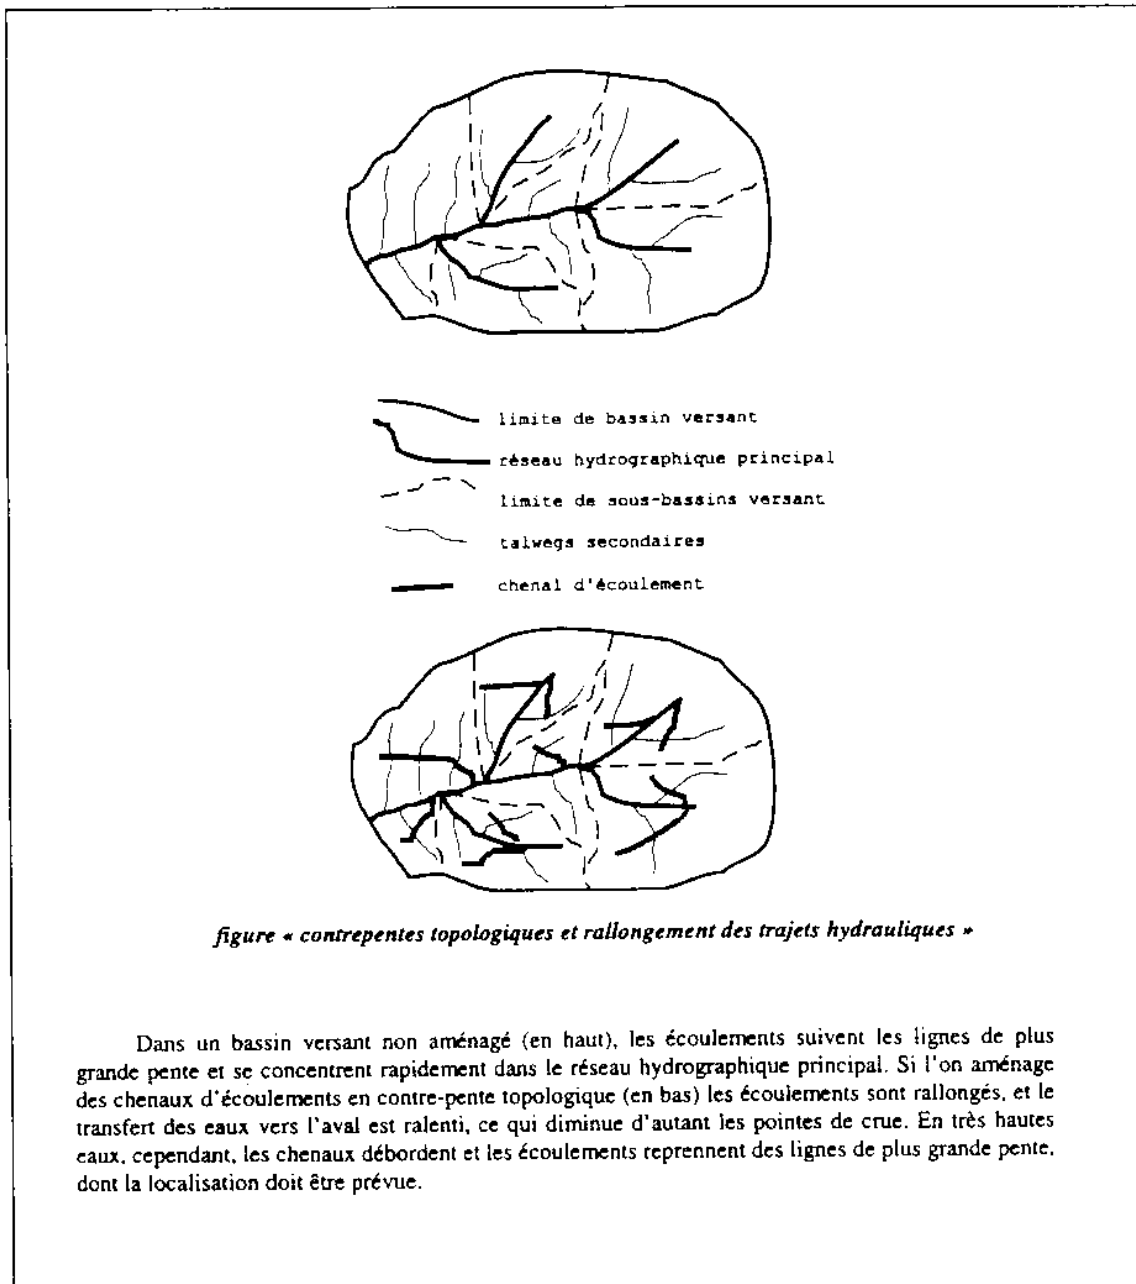 limite de bassin versant
réseau hydrographique principal
limite de sous-bassins versant
talwegs secondaires
chenal d'écoulement
figure « contrepentes topologiques et rallongement des trajets hydrauliques »
Dans un bassin versant non aménagé (en haut), les écoulements suivent les lignes de plus
grande pente et se concentrent rapidement dans le réseau hydrographique principal. Si l'on aménage
des chenaux d'écoulements en contre-pente topologique (en bas) les écoulements sont rallongés, et le
transfert des eaux vers l'aval est ralenti, ce qui diminue d'autant les pointes de crue. En très hautes
eaux, cependant, les chenaux débordent et les écoulements reprennent des lignes de plus grande pente,
dont la localisation doit être prévue.